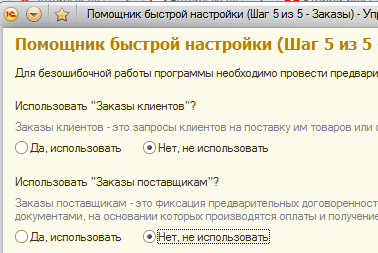 Помощник быстрой настройки (Шаг 5 из 5 - Заказы) - Упр
Помощник быстрой настройки (Шаг 5 из 5
Для безошибочной работы программы необходимо провести предвари
Использовать "Заказы клиентов"?
Заказы клиентов - это запросы клиентов на поставку им товаров или о
Да, использовать Нет, не использовать
Использовать "Заказы поставщикам"?
Заказы поставщикам - это фиксация предварительных договоренност
документами, на основании которых производятся оплаты и получение
Да, использовать Нет, не использовать